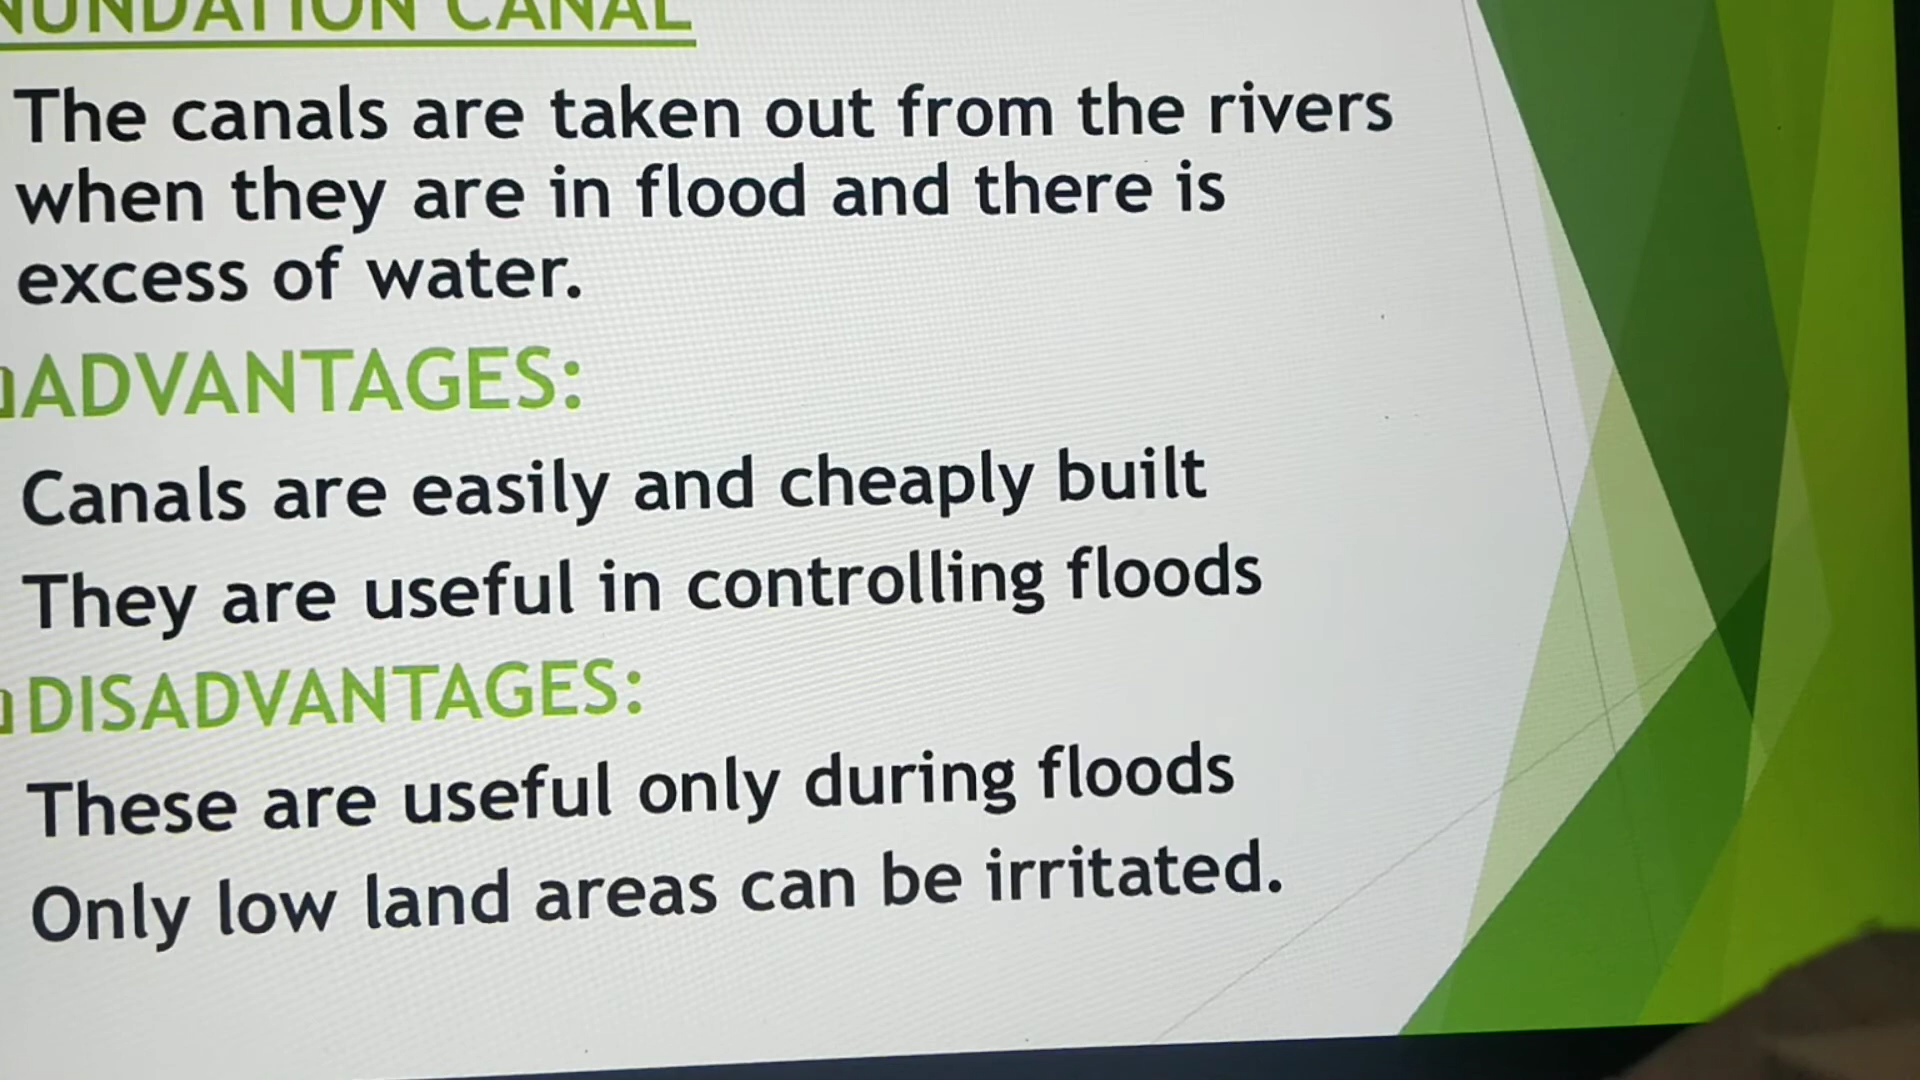 NUNDATION CANAL
The canals are taken out from the rivers
when they are in flood and there is
excess of water.
ADVANTAGES:
Canals are easily and cheaply built
They are useful in controlling floods
DISADVANTAGES:
These are useful only during floods
Only low land areas can be irritated.